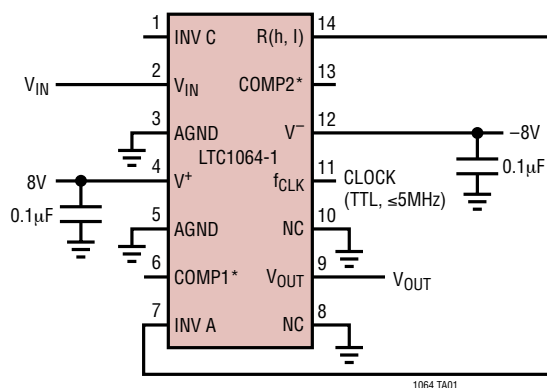 1 INV C R(h, I) 14
V_IN 2 V_IN COMP2* 13
3 AGND V⁻ 12 –8V
LTC1064-1
8V 4 V⁺ f_CLK 11 CLOCK
(TTL, ≤5MHz)
0.1µF 0.1µF
5 AGND NC 10
6 COMP1* V_OUT 9 V_OUT
7 INV A NC 8
1064 TA01